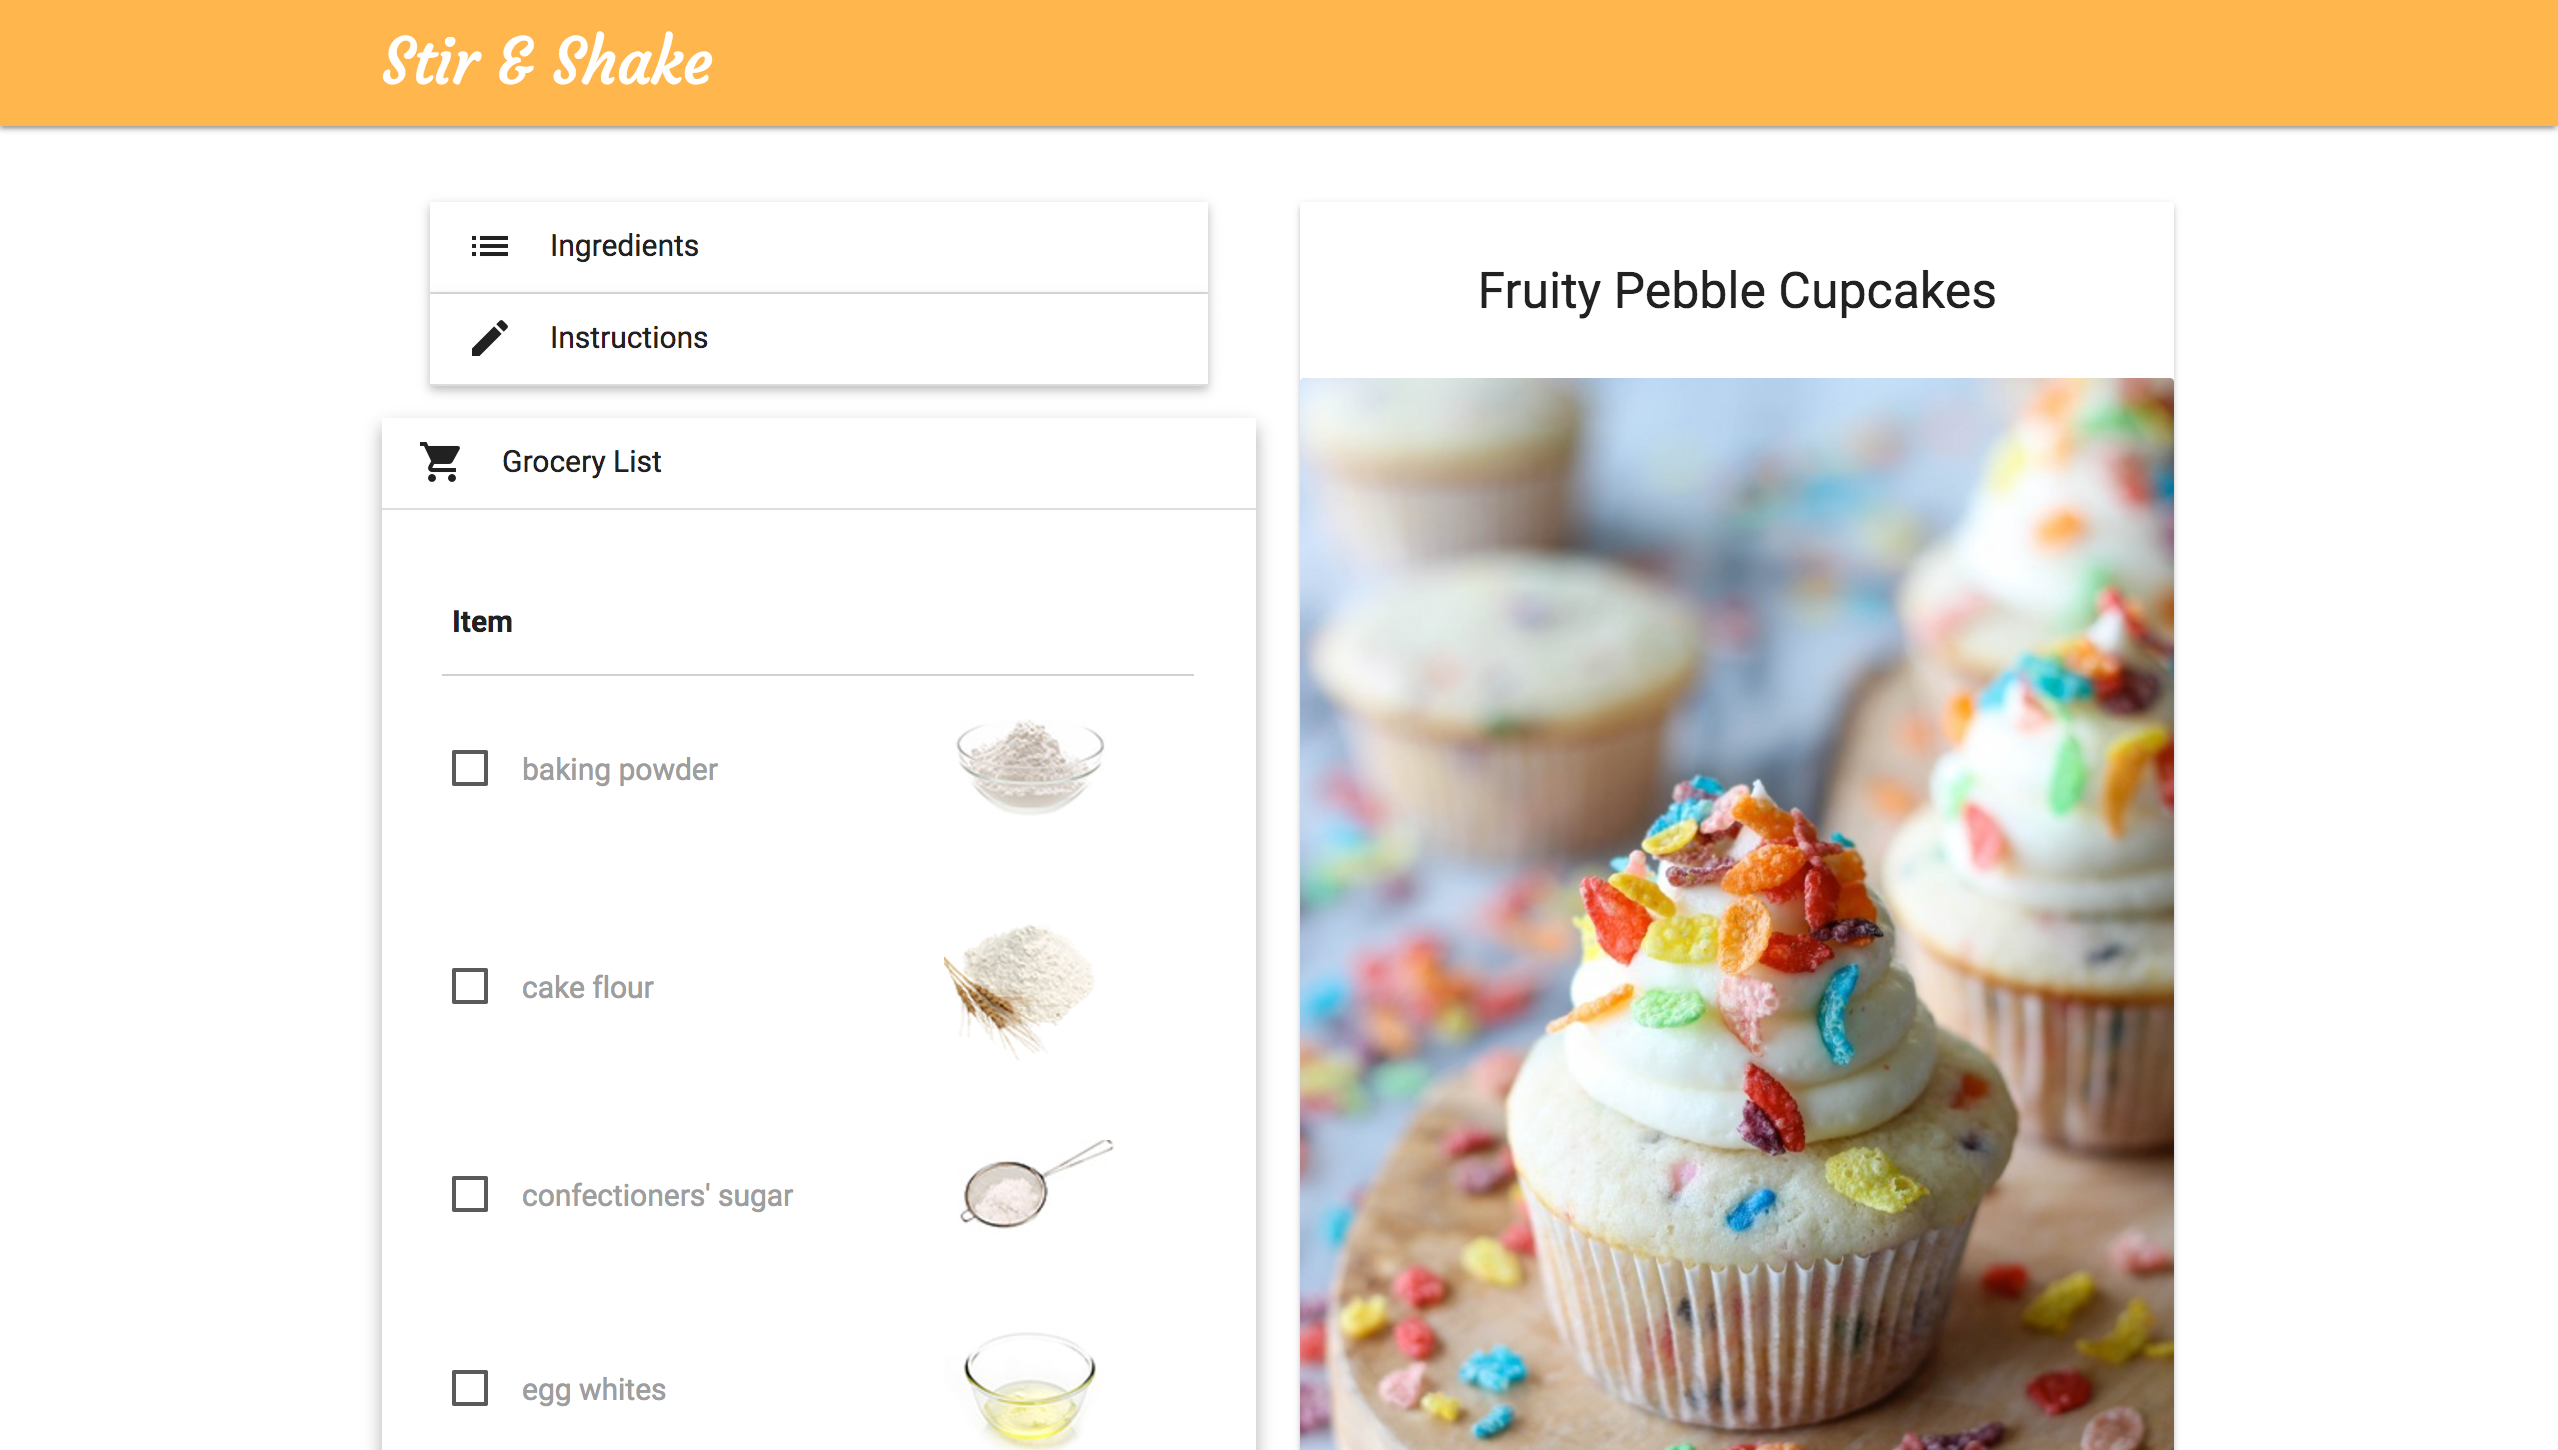 Stir & Shake
Ingredients
Instructions
Grocery List
Item
baking powder
cake flour
confectioners' sugar
egg whites
Fruity Pebble Cupcakes